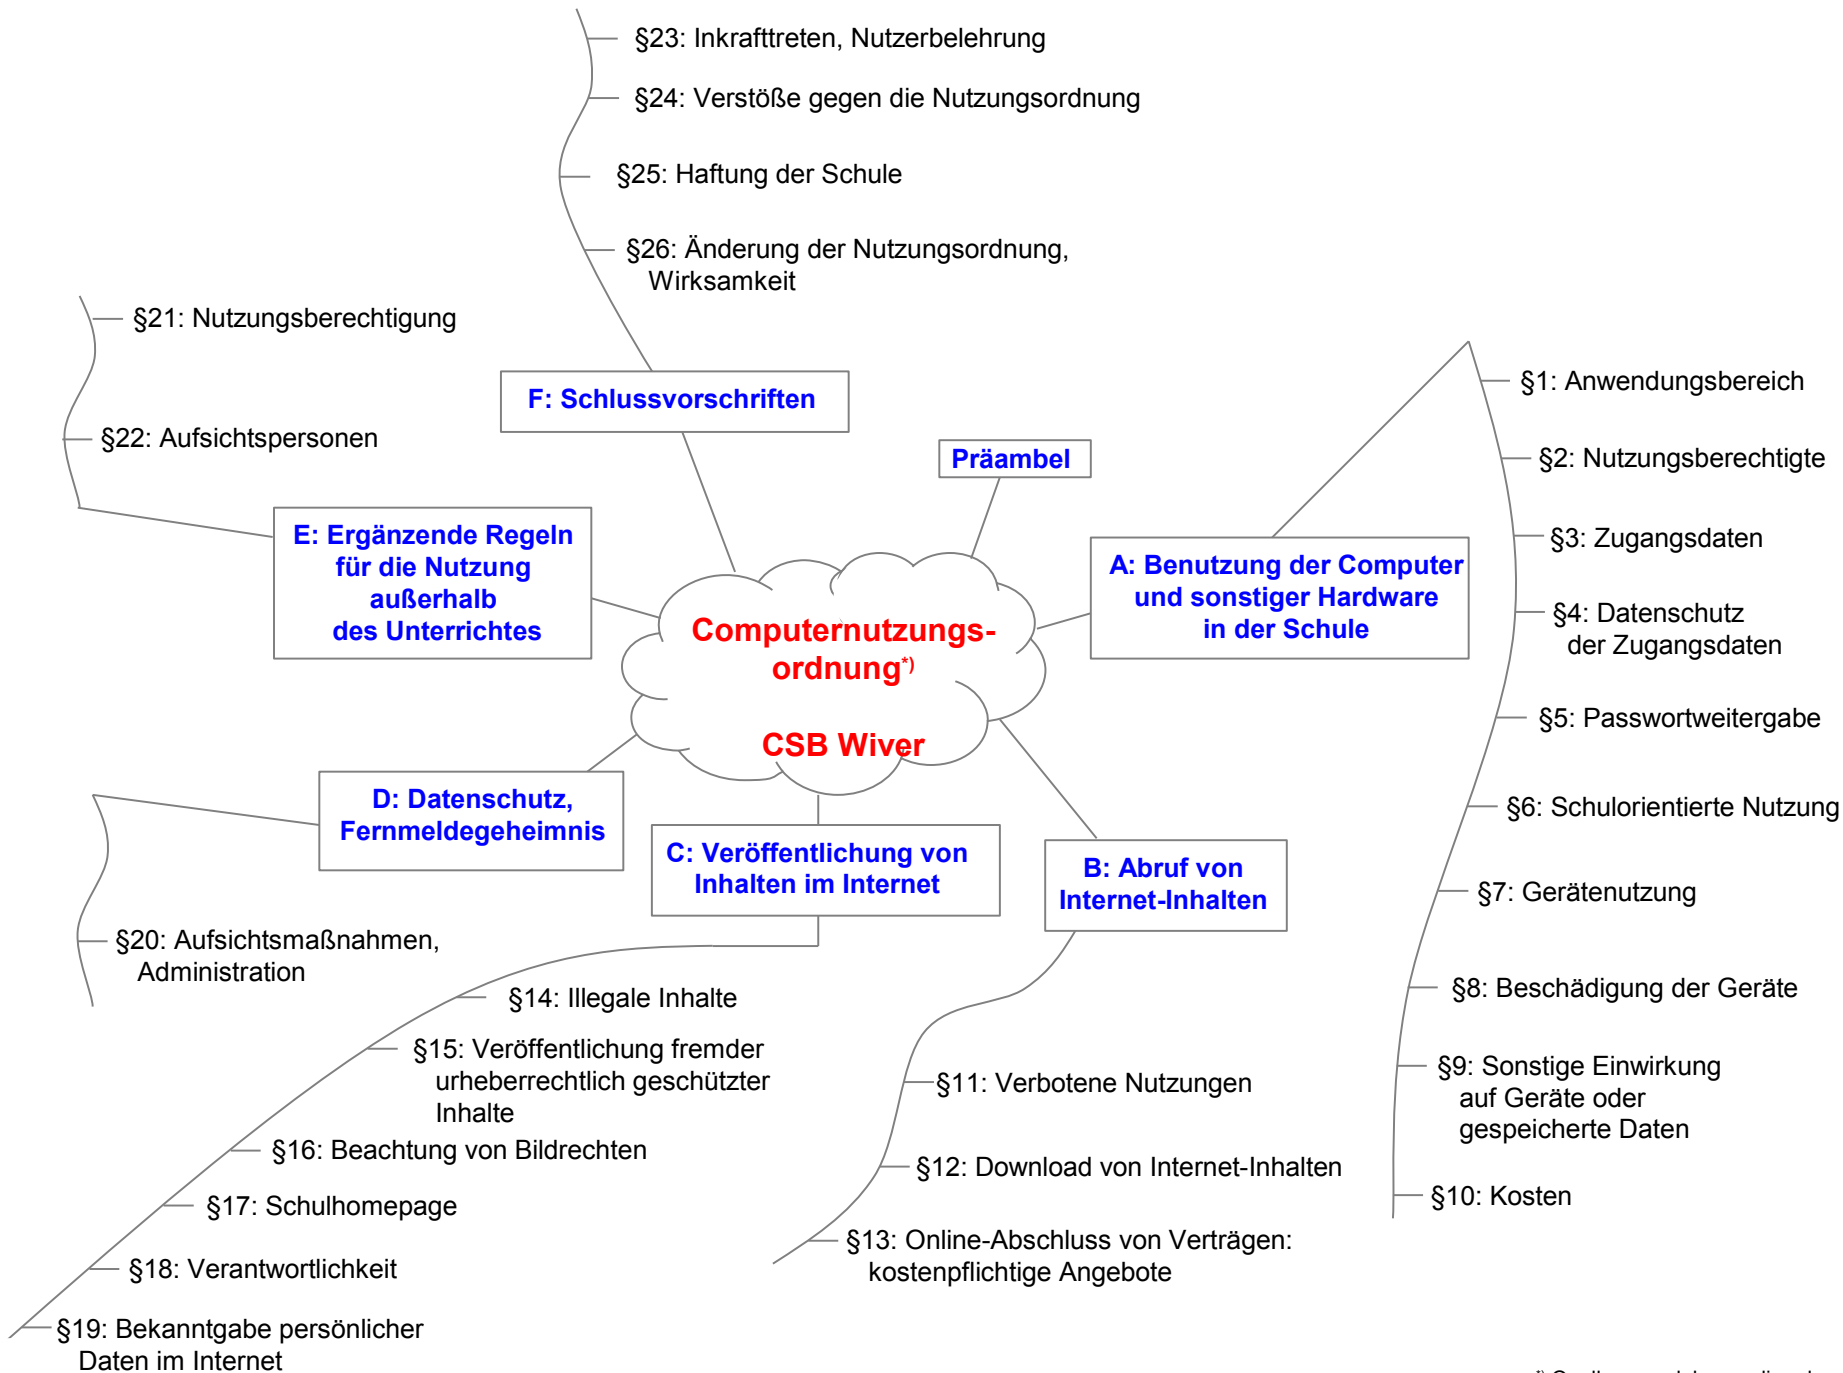 Computernutzungs-
ordnung*)
CSB Wiver
Präambel
A: Benutzung der Computer
und sonstiger Hardware
in der Schule
§1: Anwendungsbereich
§2: Nutzungsberechtigte
§3: Zugangsdaten
§4: Datenschutz
der Zugangsdaten
§5: Passwortweitergabe
§6: Schulorientierte Nutzung
§7: Gerätenutzung
§8: Beschädigung der Geräte
§9: Sonstige Einwirkung
auf Geräte oder
gespeicherte Daten
§10: Kosten
B: Abruf von
Internet-Inhalten
§11: Verbotene Nutzungen
§12: Download von Internet-Inhalten
§13: Online-Abschluss von Verträgen:
kostenpflichtige Angebote
C: Veröffentlichung von
Inhalten im Internet
§14: Illegale Inhalte
§15: Veröffentlichung fremder
urheberrechtlich geschützter
Inhalte
§16: Beachtung von Bildrechten
§17: Schulhomepage
§18: Verantwortlichkeit
§19: Bekanntgabe persönlicher
Daten im Internet
D: Datenschutz,
Fernmeldegeheimnis
§20: Aufsichtsmaßnahmen,
Administration
E: Ergänzende Regeln
für die Nutzung
außerhalb
des Unterrichtes
§21: Nutzungsberechtigung
§22: Aufsichtspersonen
F: Schlussvorschriften
§23: Inkrafttreten, Nutzerbelehrung
§24: Verstöße gegen die Nutzungsordnung
§25: Haftung der Schule
§26: Änderung der Nutzungsordnung,
Wirksamkeit